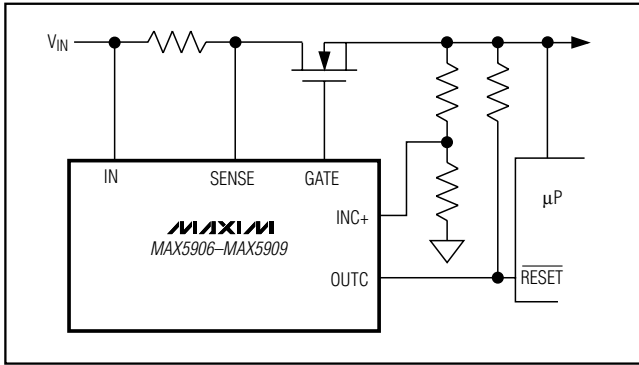 VIN
IN SENSE GATE
INC+
MAXIM
MAX5906–MAX5909
OUTC
µP
RESET